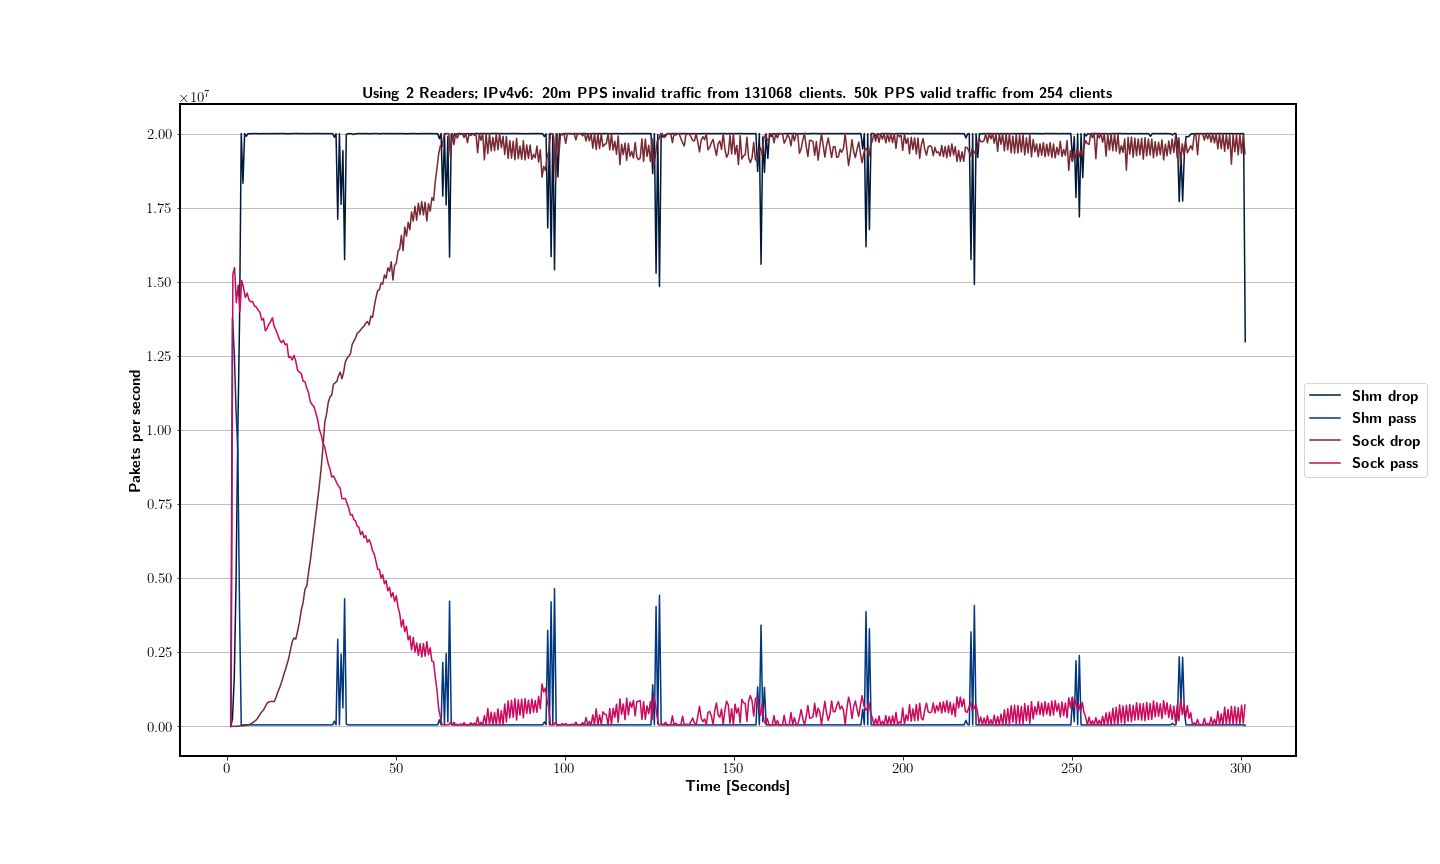 Using 2 Readers; IPv4v6: 20m PPS invalid traffic from 131068 clients. 50k PPS valid traffic from 254 clients
×10⁷
2.00
1.75
1.50
1.25
1.00
0.75
0.50
0.25
0.00
Pakets per second
0 50 100 150 200 250 300
Time [Seconds]
Shm drop
Shm pass
Sock drop
Sock pass